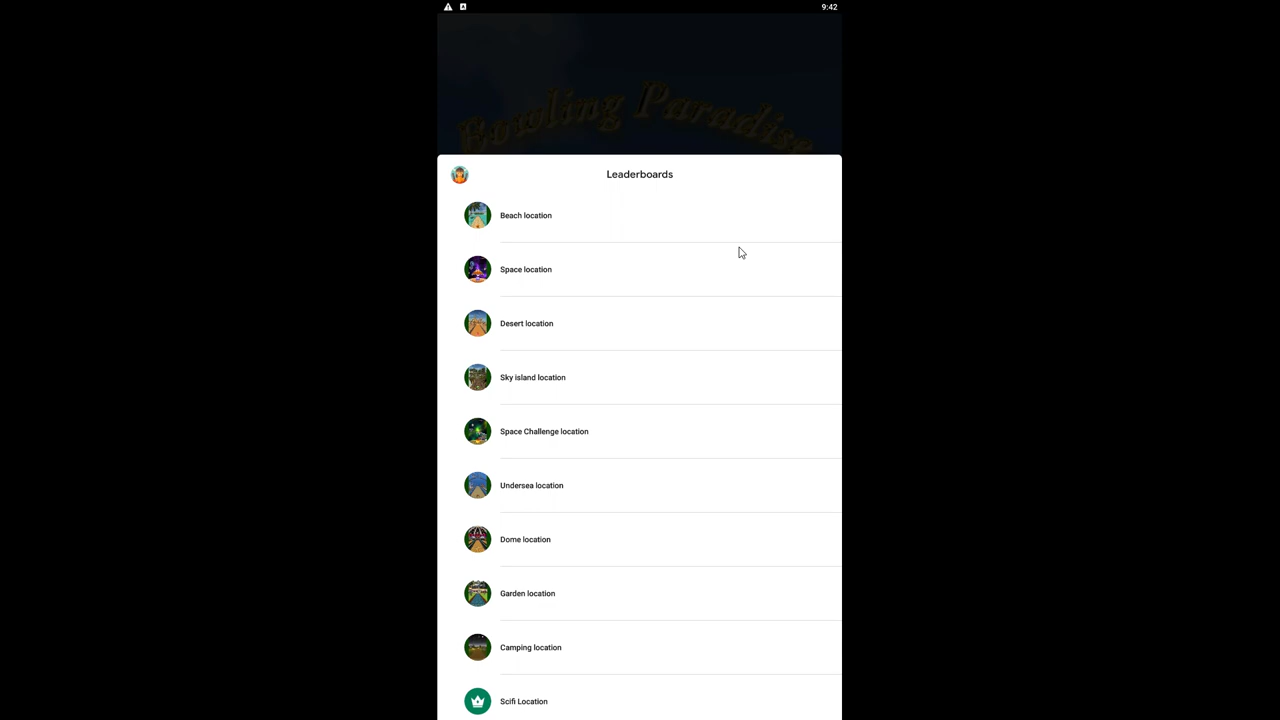 9:42
Bowling Paradise
Leaderboards
Beach location
Space location
Desert location
Sky island location
Space Challenge location
Undersea location
Dome location
Garden location
Camping location
Scifi Location